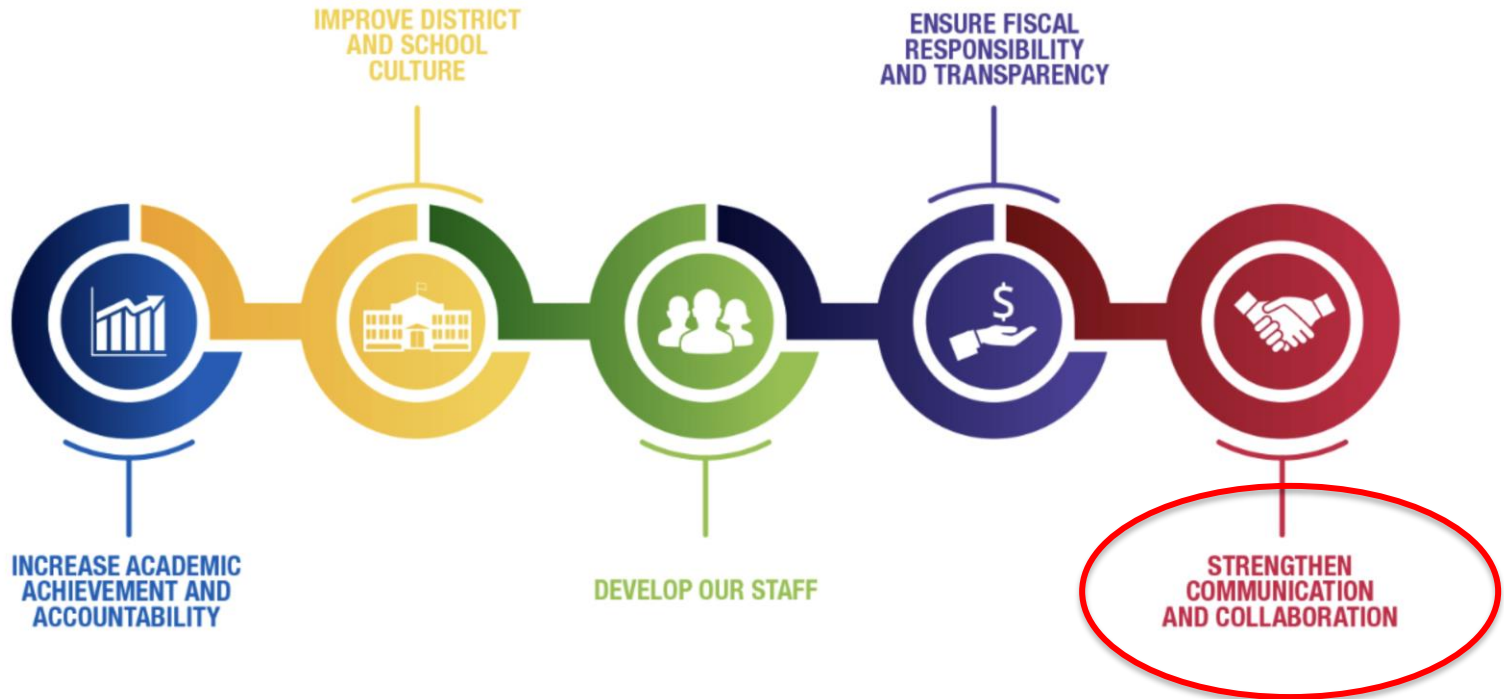 IMPROVE DISTRICT
AND SCHOOL
CULTURE
ENSURE FISCAL
RESPONSIBILITY
AND TRANSPARENCY
$
INCREASE ACADEMIC
ACHIEVEMENT AND
ACCOUNTABILITY
DEVELOP OUR STAFF
STRENGTHEN
COMMUNICATION
AND COLLABORATION